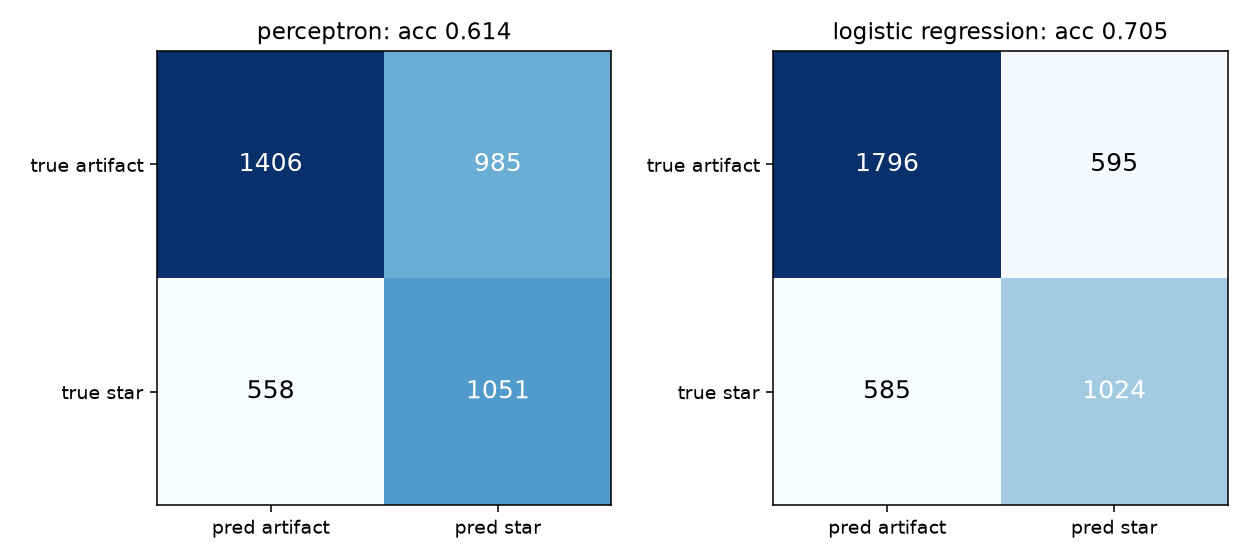 perceptron: acc 0.614
true artifact
1406
985
true star
558
1051
pred artifact
pred star
logistic regression: acc 0.705
true artifact
1796
595
true star
585
1024
pred artifact
pred star